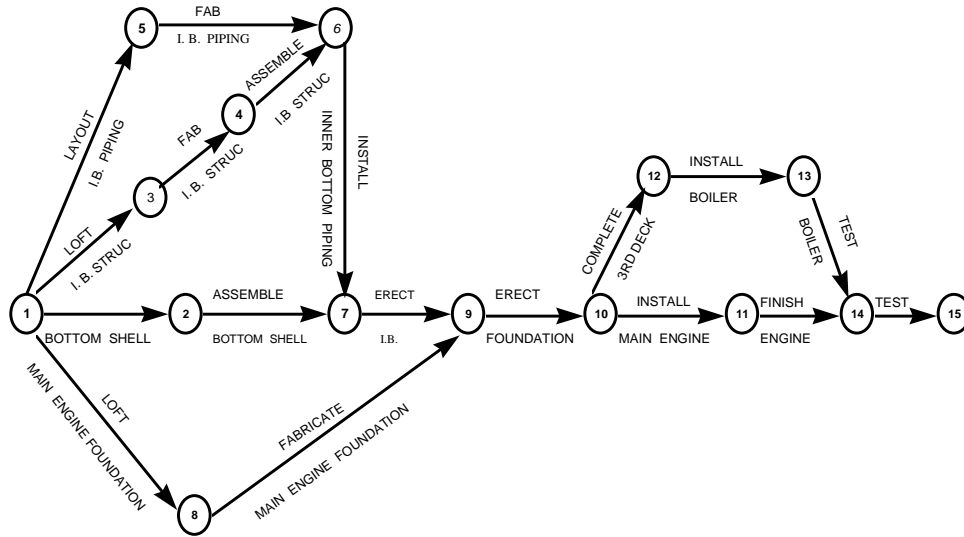 5
FAB
I. B. PIPING
6
LAYOUT
I.B. PIPING
ASSEMBLE
I.B STRUC
4
FAB
I. B. STRUC
3
LOFT
I. B. STRUC
INSTALL
INNER BOTTOM PIPING
1
BOTTOM SHELL
2
ASSEMBLE
BOTTOM SHELL
7
ERECT
I.B.
9
ERECT
FOUNDATION
10
COMPLETE
3RD DECK
12
INSTALL
BOILER
13
TEST
BOILER
INSTALL
MAIN ENGINE
11
FINISH
ENGINE
14
TEST
15
LOFT
MAIN ENGINE FOUNDATION
8
FABRICATE
MAIN ENGINE FOUNDATION